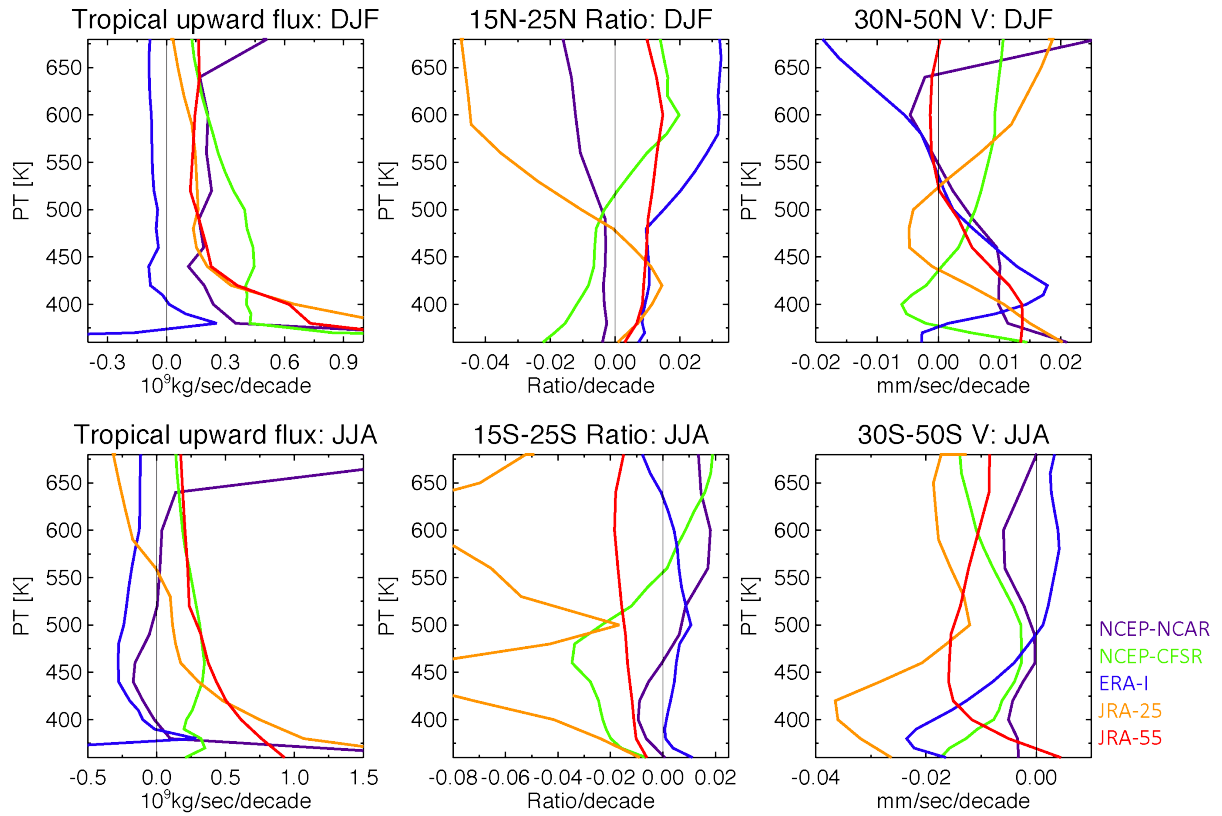 Tropical upward flux: DJF
15N-25N Ratio: DJF
30N-50N V: DJF
PT [K]
650
600
550
500
450
400
-0.3 0.0 0.3 0.6 1.0
10⁹kg/sec/decade
PT [K]
650
600
550
500
450
400
-0.04 -0.02 0.00 0.02
Ratio/decade
PT [K]
650
600
550
500
450
400
-0.02 -0.01 0.00 0.01 0.02
mm/sec/decade
Tropical upward flux: JJA
15S-25S Ratio: JJA
30S-50S V: JJA
PT [K]
650
600
550
500
450
400
-0.5 0.0 0.5 1.0 1.5
10⁹kg/sec/decade
PT [K]
650
600
550
500
450
400
-0.08 -0.06 -0.04 -0.02 0.00 0.02
Ratio/decade
PT [K]
650
600
550
500
450
400
-0.04 -0.02 0.00
mm/sec/decade
NCEP-NCAR
NCEP-CFSR
ERA-I
JRA-25
JRA-55